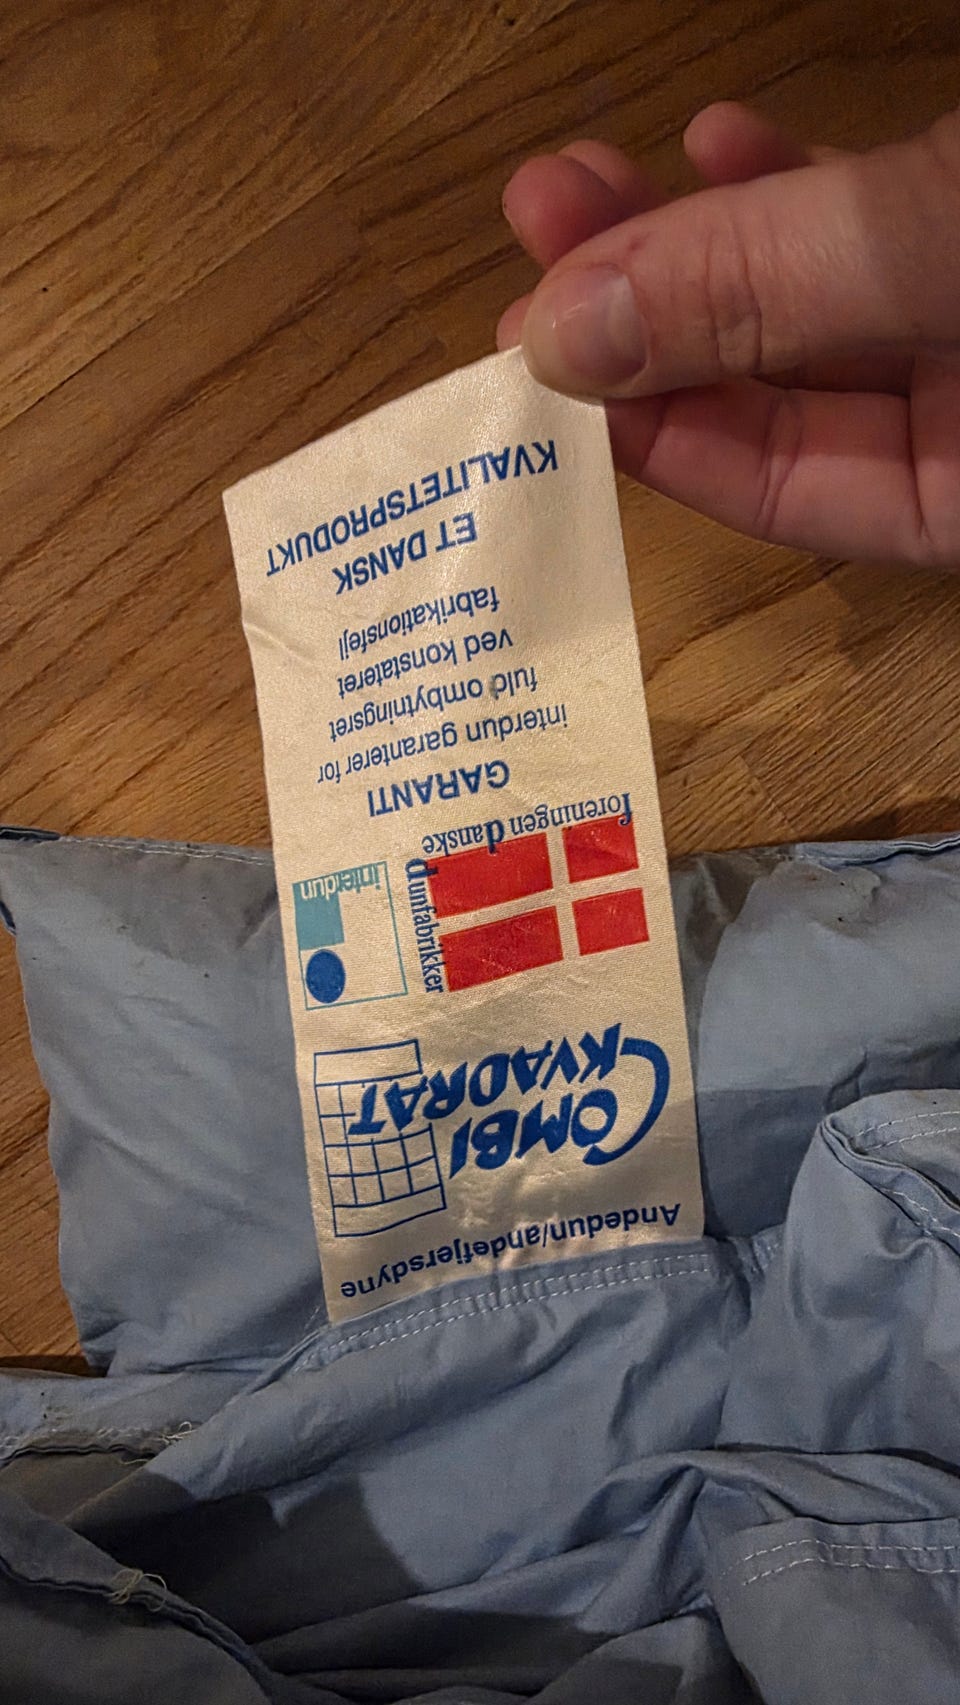 Andedun/andefjersdyne
COMBI
KVADRAT
interdun
foreningen danske
dunfabrikker
GARANTI
interdun garanterer for
fuld ombytningsret
ved konstateret
fabrikationsfejl
ET DANSK
KVALITETSPRODUKT